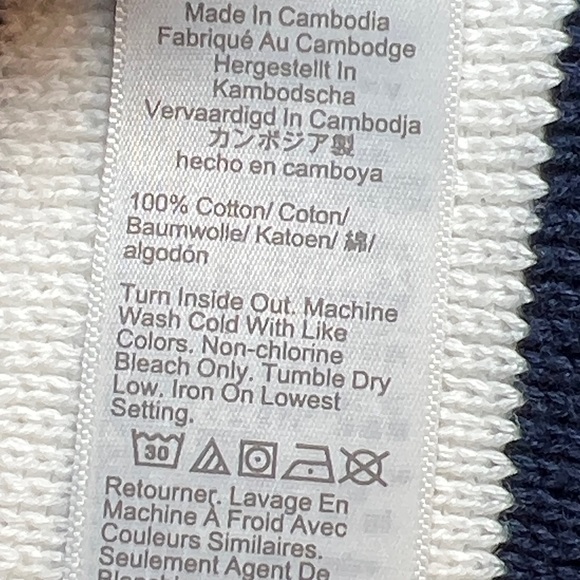 Made In Cambodia
Fabriqué Au Cambodge
Hergestellt In
Kambodscha
Vervaardigd In Cambodja
カンボジア製
hecho en camboya
100% Cotton/ Coton/
Baumwolle/ Katoen/ 綿/
algodón
Turn Inside Out. Machine
Wash Cold With Like
Colors. Non-chlorine
Bleach Only. Tumble Dry
Low. Iron On Lowest
Setting.
30
Retourner. Lavage En
Machine À Froid Avec
Couleurs Similaires.
Seulement Agent De